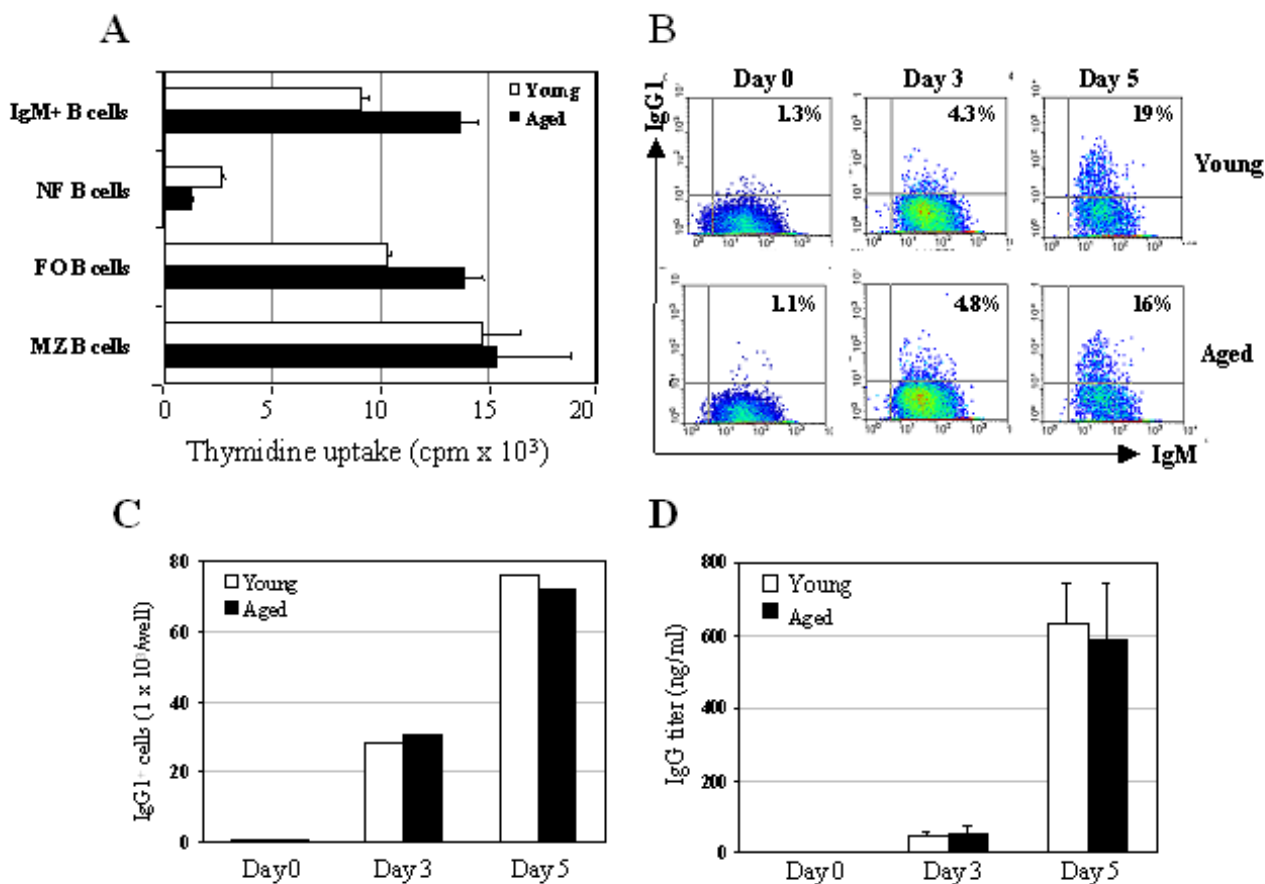 A
IgM+ B cells
NF B cells
FO B cells
MZ B cells
Young
Aged
0 5 10 15 20
Thymidine uptake (cpm x 10³)
B
Day 0 Day 3 Day 5
IgG1
1.3% 4.3% 19%
Young
1.1% 4.8% 16%
Aged
IgM
C
IgG1⁺ cells (1 x 10³/well)
80
60
40
20
0
Young
Aged
Day 0 Day 3 Day 5
D
IgG titer (ng/ml)
800
600
400
200
0
Young
Aged
Day 0 Day 3 Day 5